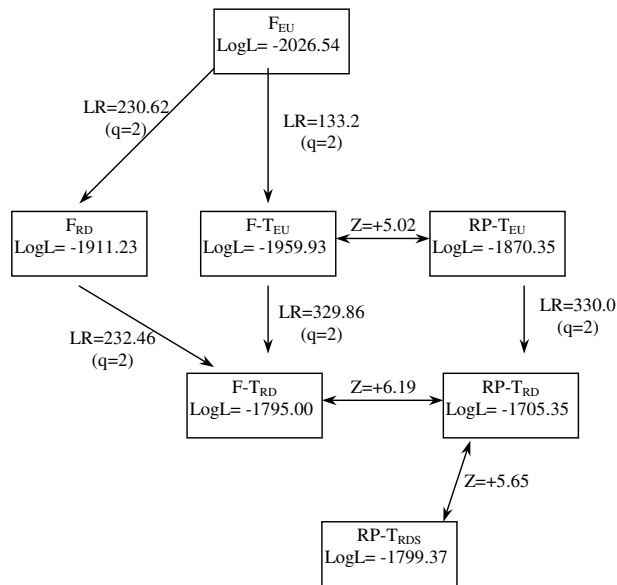 F_EU
LogL= -2026.54
LR=230.62
(q=2)
LR=133.2
(q=2)
F_RD
LogL= -1911.23
F-T_EU
LogL= -1959.93
Z=+5.02
RP-T_EU
LogL= -1870.35
LR=232.46
(q=2)
LR=329.86
(q=2)
LR=330.0
(q=2)
F-T_RD
LogL= -1795.00
Z=+6.19
RP-T_RD
LogL= -1705.35
Z=+5.65
RP-T_RDS
LogL= -1799.37